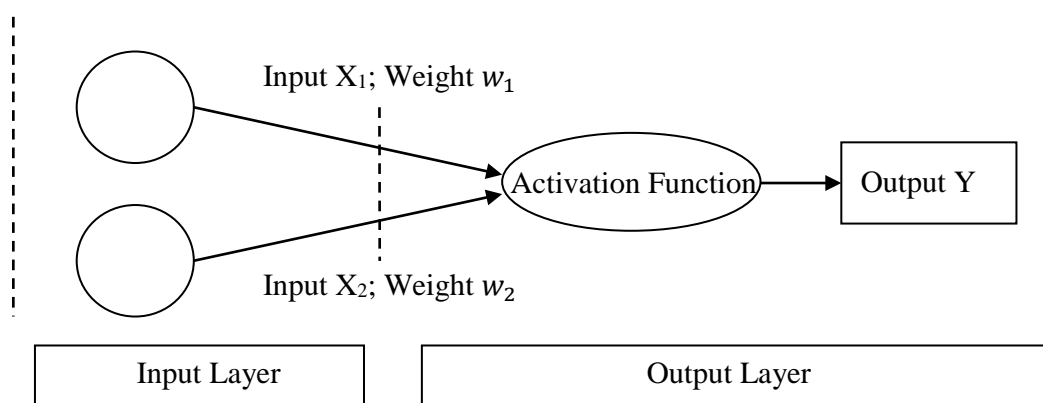 Input X₁; Weight w₁
Activation Function
Output Y
Input X₂; Weight w₂
Input Layer
Output Layer